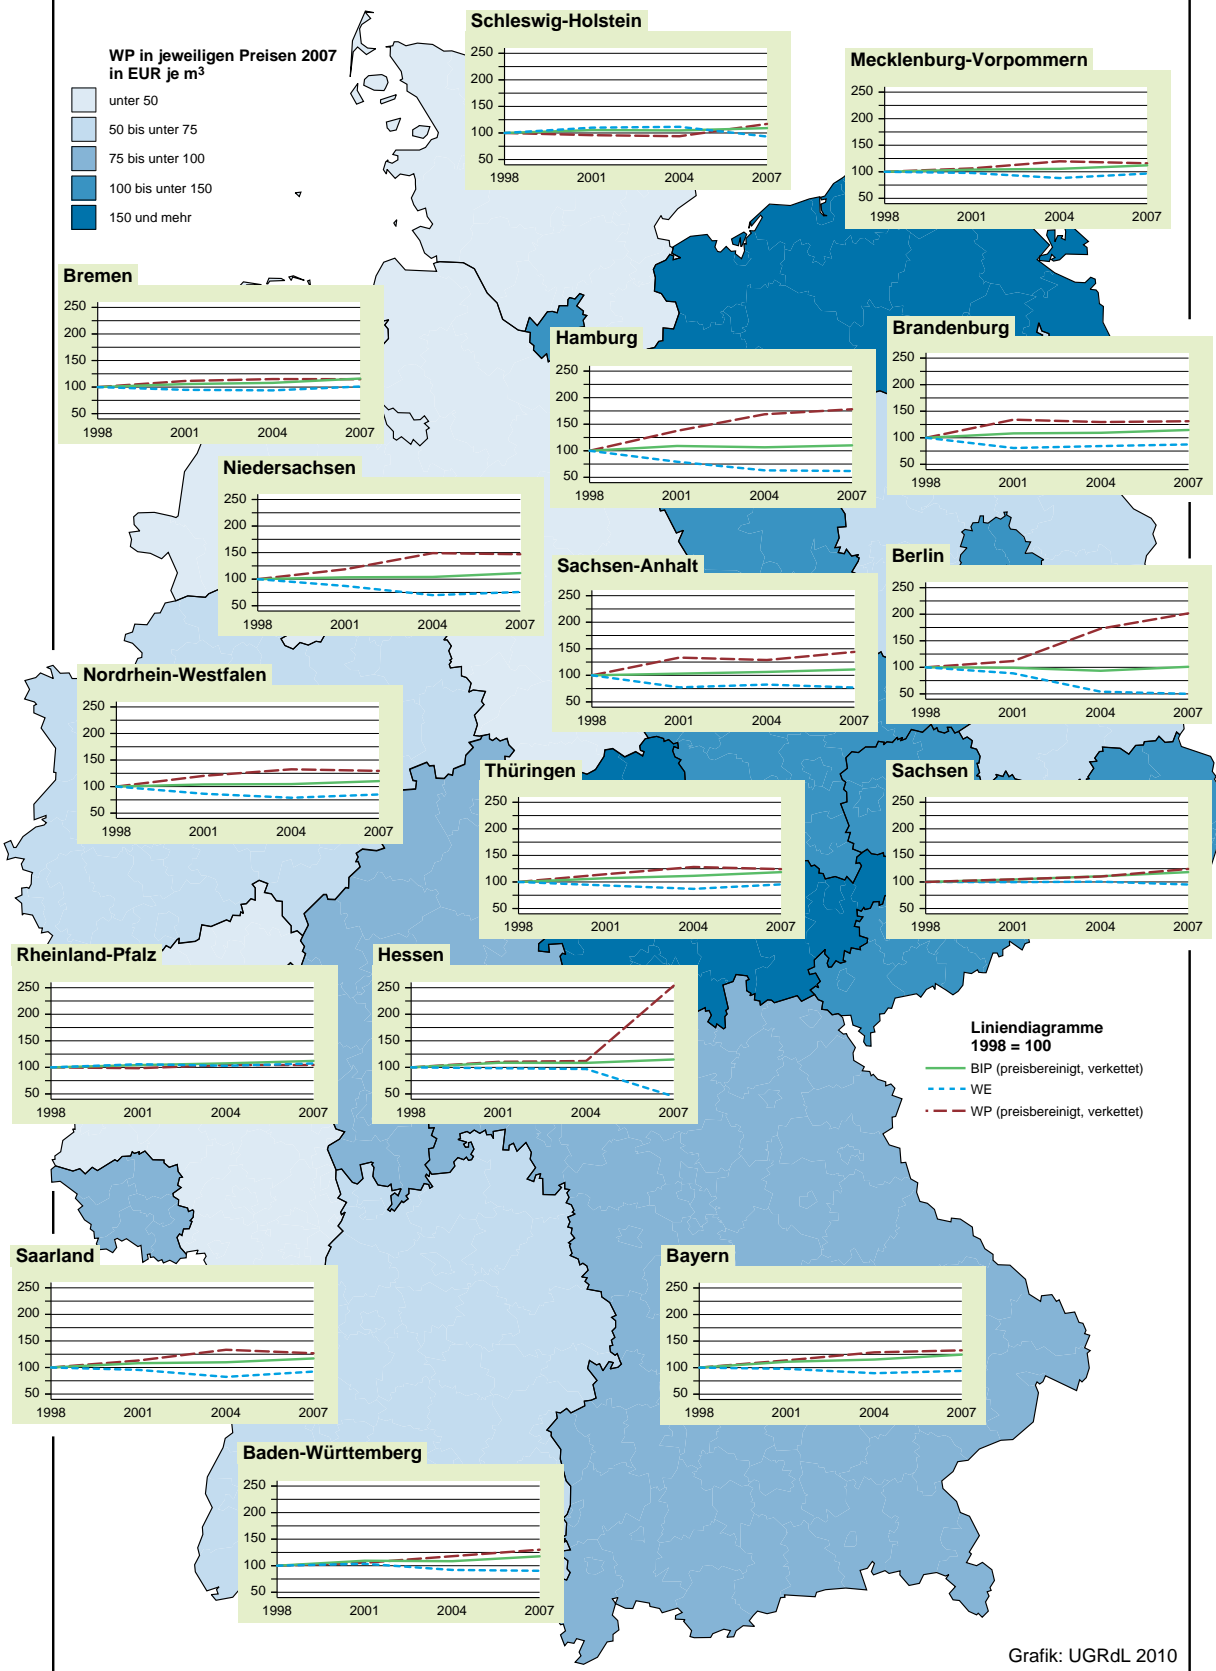 WP in jeweiligen Preisen 2007
in EUR je m³
unter 50
50 bis unter 75
75 bis unter 100
100 bis unter 150
150 und mehr
Schleswig-Holstein
250
200
150
100
50
1998 2001 2004 2007
Mecklenburg-Vorpommern
250
200
150
100
50
1998 2001 2004 2007
Bremen
250
200
150
100
50
1998 2001 2004 2007
Hamburg
250
200
150
100
50
1998 2001 2004 2007
Brandenburg
250
200
150
100
50
1998 2001 2004 2007
Niedersachsen
250
200
150
100
50
1998 2001 2004 2007
Sachsen-Anhalt
250
200
150
100
50
1998 2001 2004 2007
Berlin
250
200
150
100
50
1998 2001 2004 2007
Nordrhein-Westfalen
250
200
150
100
50
1998 2001 2004 2007
Thüringen
250
200
150
100
50
1998 2001 2004 2007
Sachsen
250
200
150
100
50
1998 2001 2004 2007
Rheinland-Pfalz
250
200
150
100
50
1998 2001 2004 2007
Hessen
250
200
150
100
50
1998 2001 2004 2007
Liniendiagramme
1998 = 100
BIP (preisbereinigt, verkettet)
WE
WP (preisbereinigt, verkettet)
Saarland
250
200
150
100
50
1998 2001 2004 2007
Bayern
250
200
150
100
50
1998 2001 2004 2007
Baden-Württemberg
250
200
150
100
50
1998 2001 2004 2007
Grafik: UGRdL 2010